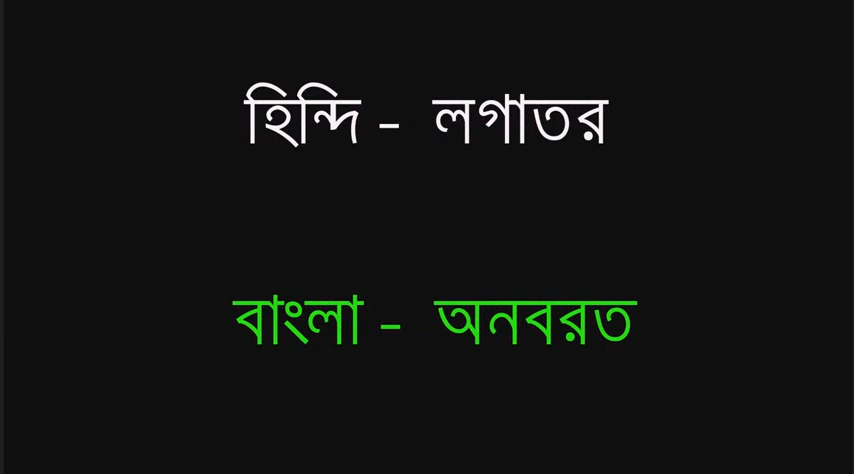 হিন্দি - লগাতর
বাংলা - অনবরত